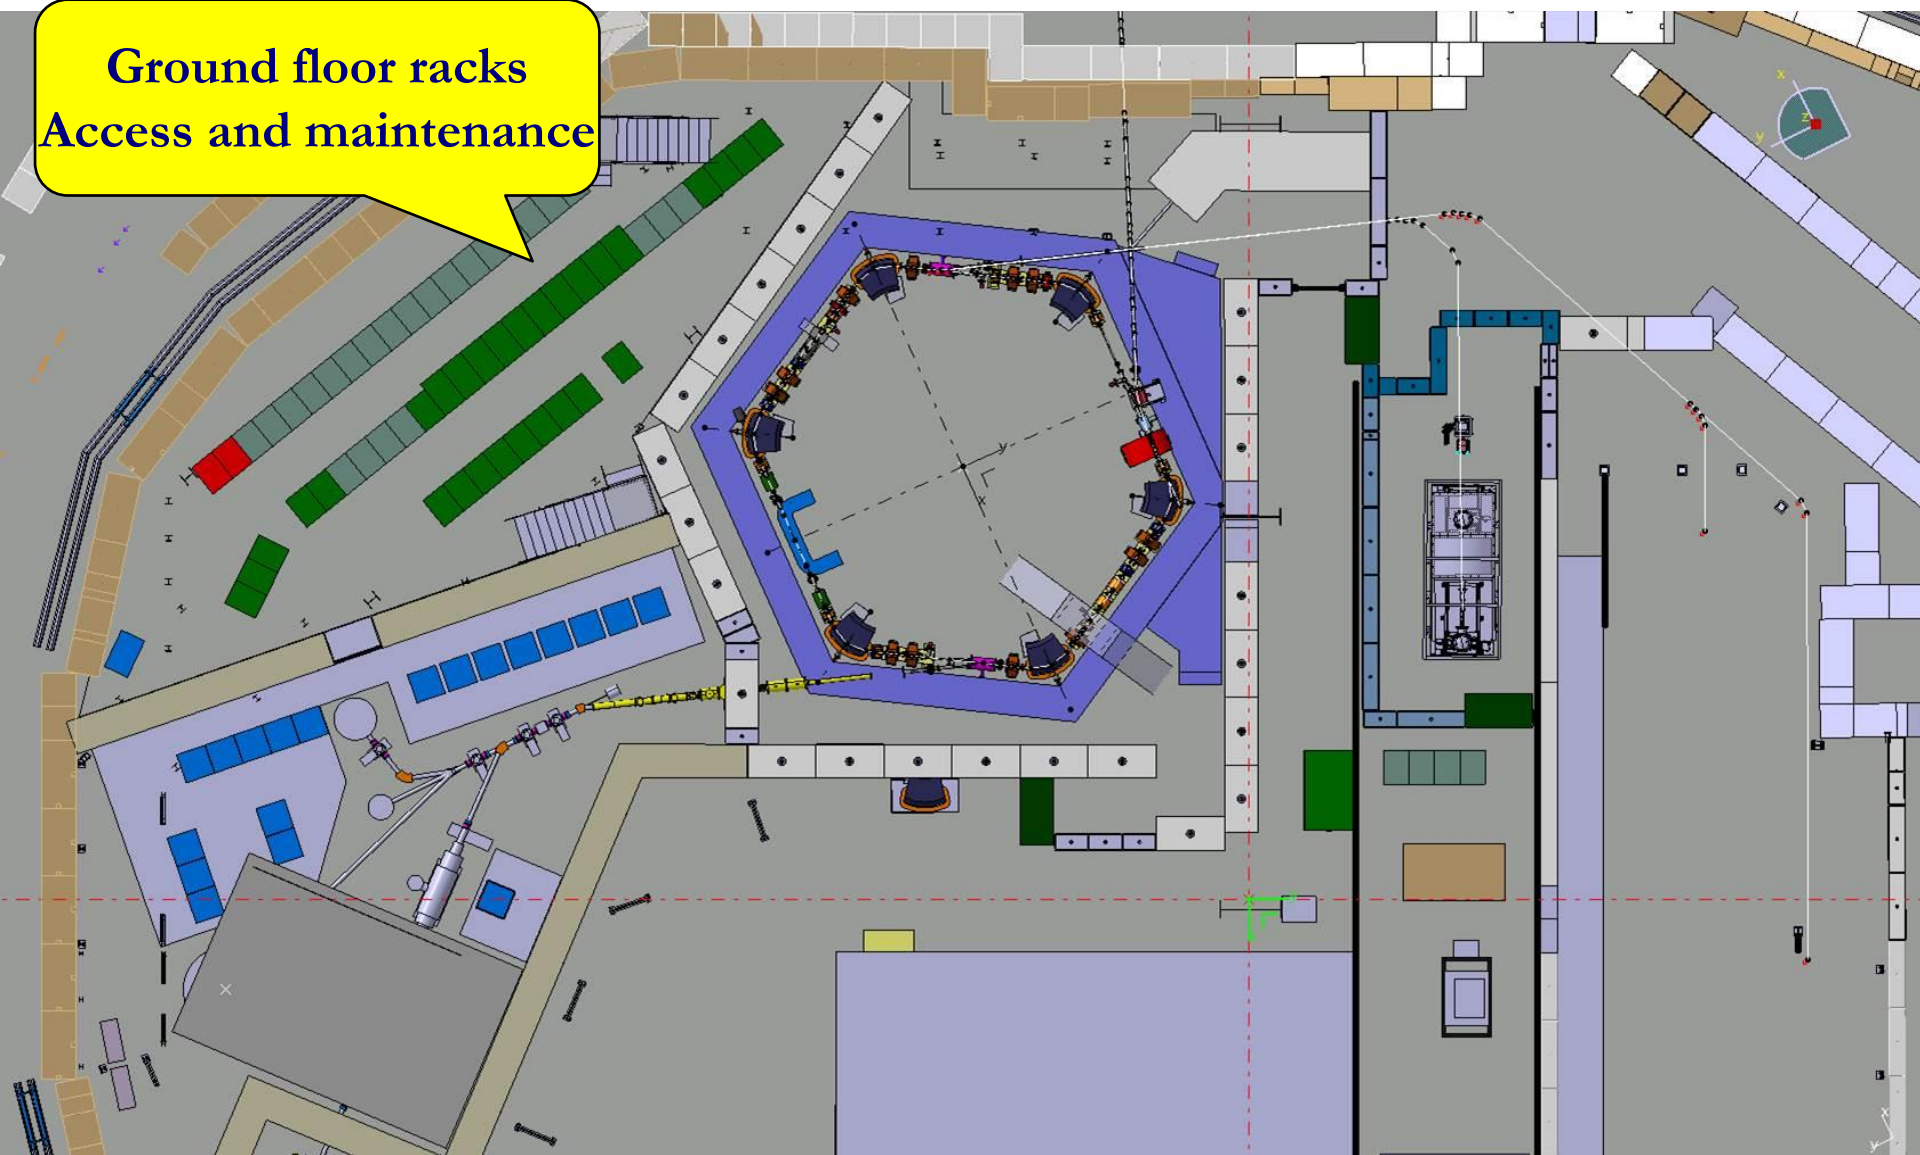 Ground floor racks
Access and maintenance
x
z
y
y
x
x
y